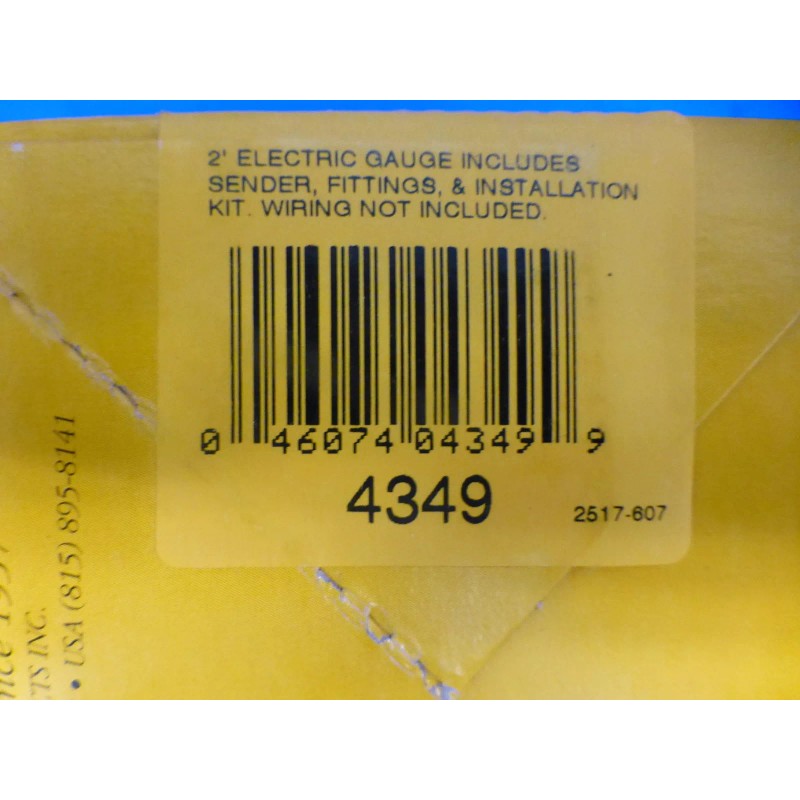 2' ELECTRIC GAUGE INCLUDES
SENDER, FITTINGS, & INSTALLATION
KIT. WIRING NOT INCLUDED.
0 46074 04349 9
4349
2517-607
INC.
• USA (815) 895-8141